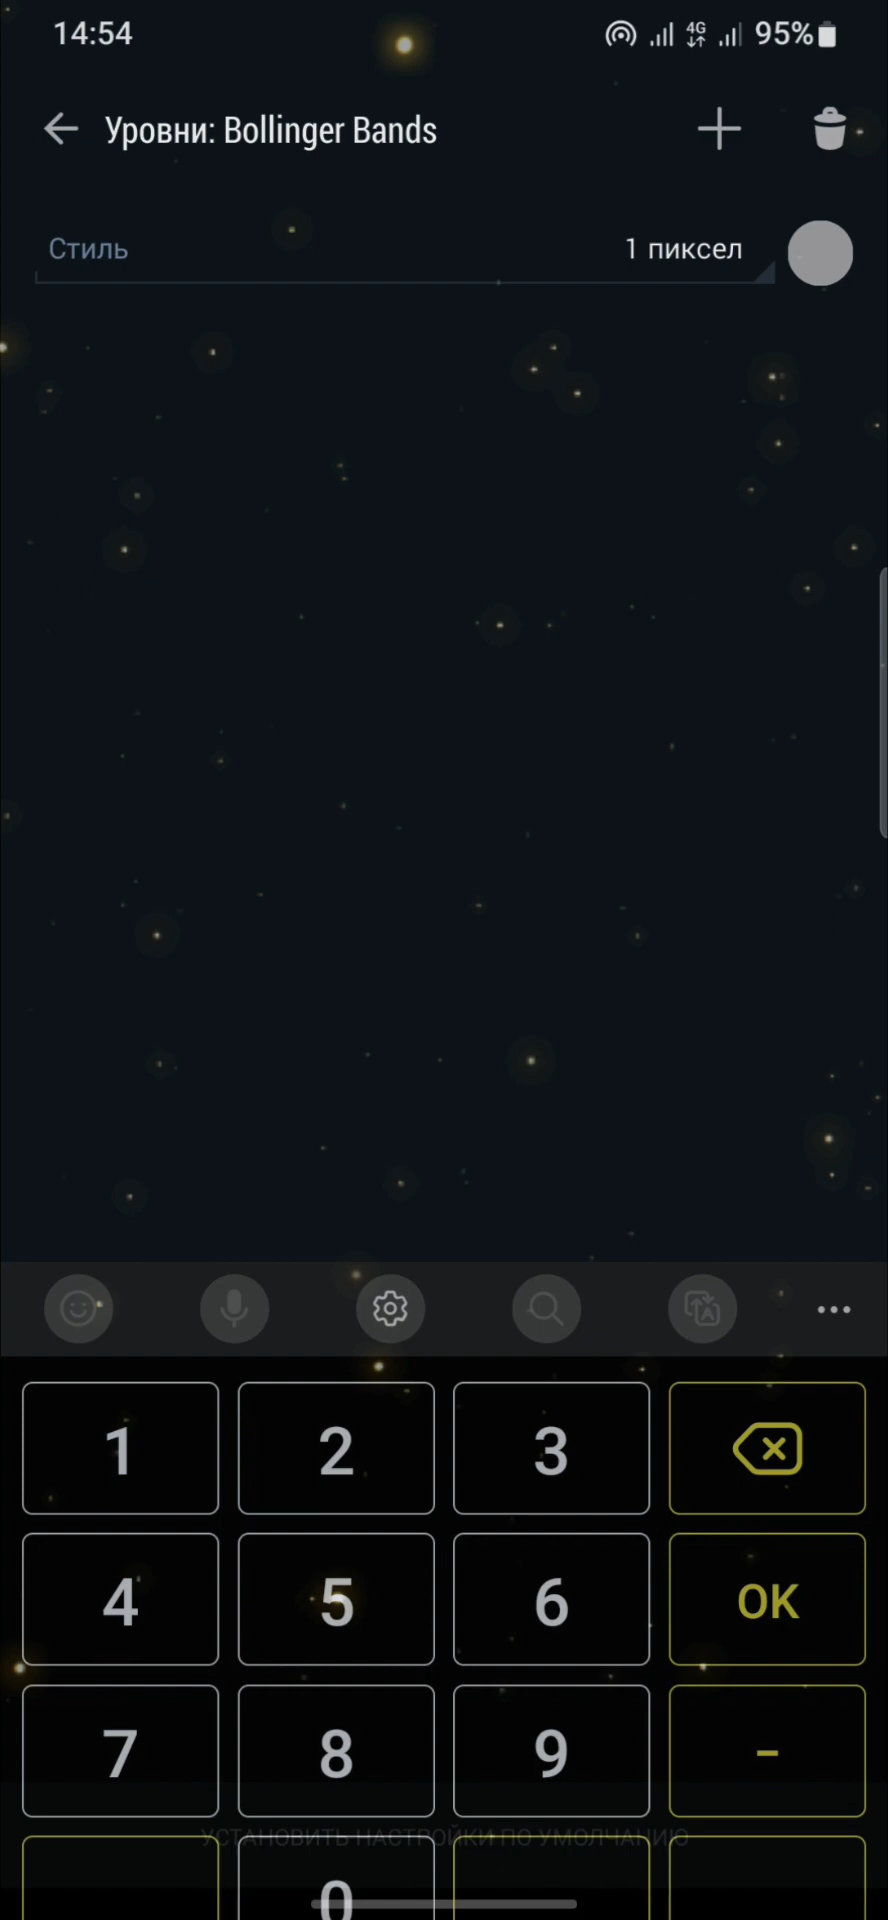 14:54 4G 95%
Уровни: Bollinger Bands
Стиль 1 пиксел
1 2 3
4 5 6 OK
7 8 9 -
УСТАНОВИТЬ НАСТРОЙКИ ПО УМОЛЧАНИЮ
0